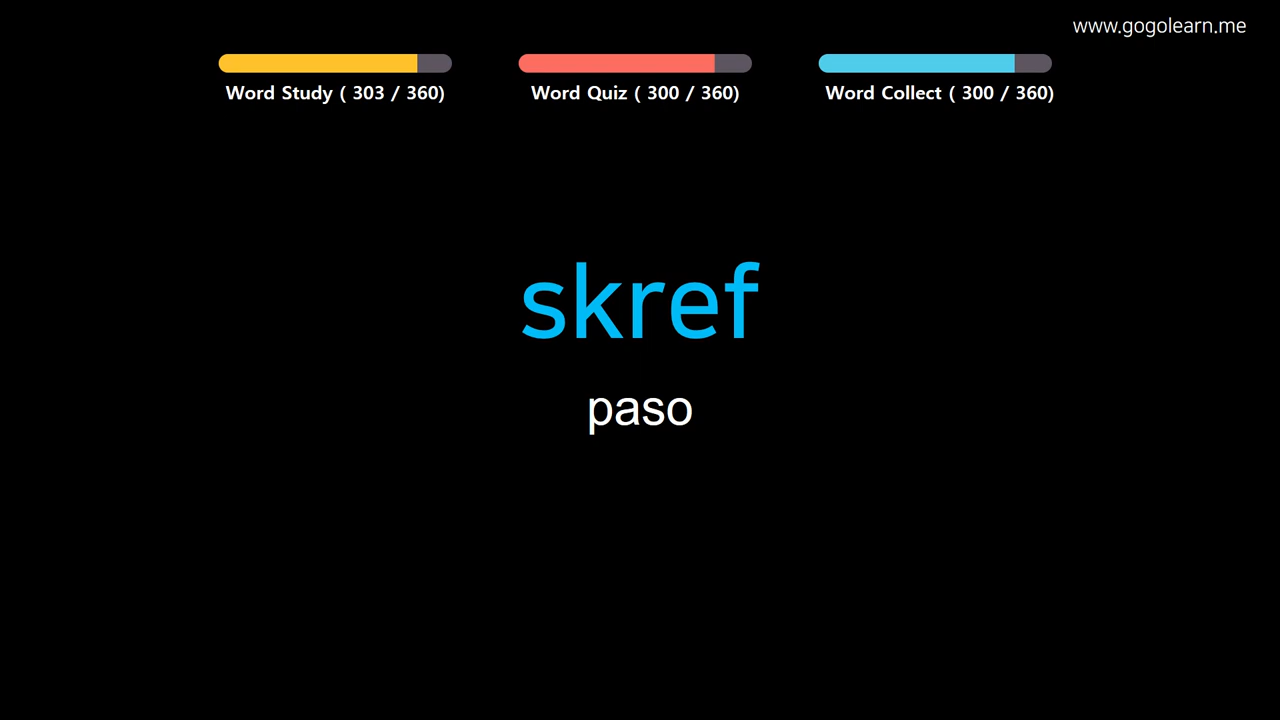 www.gogolearn.me
Word Study ( 303 / 360)
Word Quiz ( 300 / 360)
Word Collect ( 300 / 360)
skref
paso